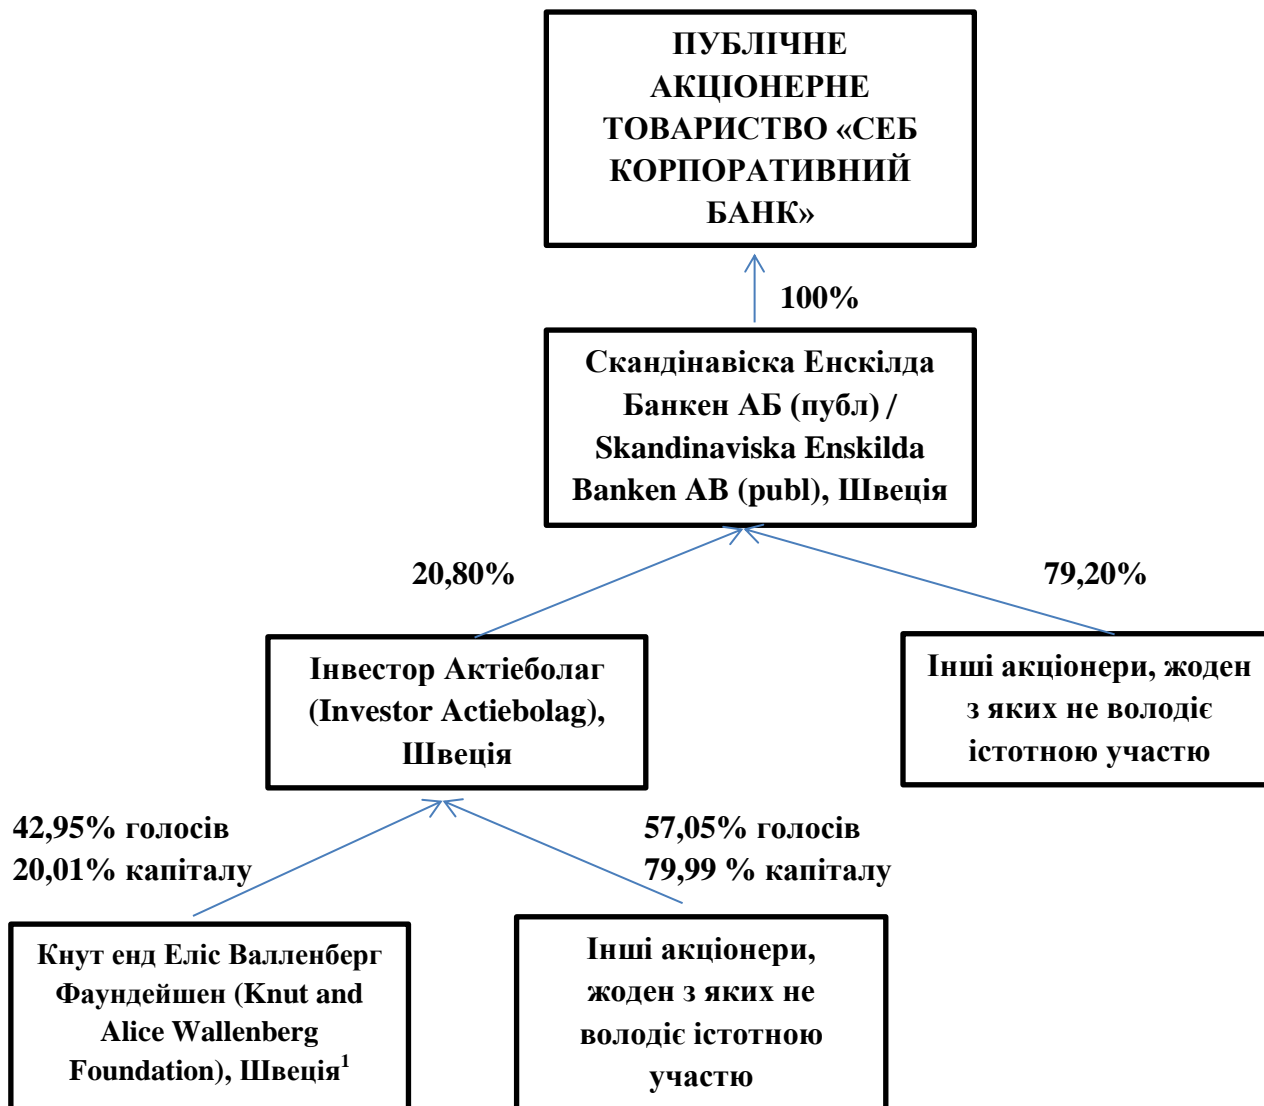 ПУБЛІЧНЕ
АКЦІОНЕРНЕ
ТОВАРИСТВО «СЕБ
КОРПОРАТИВНИЙ
БАНК»
100%
Скандінавіска Енскілда
Банкен АБ (публ) /
Skandinaviska Enskilda
Banken AB (publ), Швеція
20,80%
79,20%
Інвестор Актіеболаг
(Investor Actiebolag),
Швеція
Інші акціонери, жоден
з яких не володіє
істотною участю
42,95% голосів
20,01% капіталу
57,05% голосів
79,99 % капіталу
Кнут енд Еліс Валленберг
Фаундейшен (Knut and
Alice Wallenberg
Foundation), Швеція¹
Інші акціонери,
жоден з яких не
володіє істотною
участю